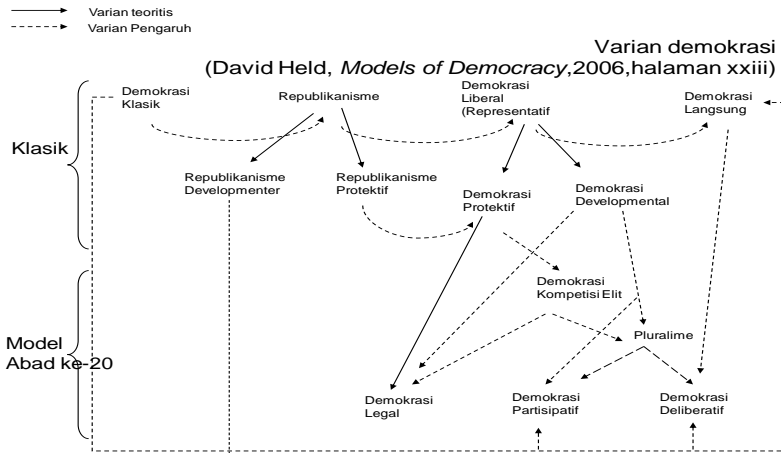 Varian teoritis
Varian Pengaruh
Varian demokrasi
(David Held, Models of Democracy,2006,halaman xxiii)
Demokrasi
Klasik
Republikanisme
Demokrasi
Liberal
(Representatif
Demokrasi
Langsung
Klasik
Republikanisme
Developmenter
Republikanisme
Protektif
Demokrasi
Protektif
Demokrasi
Developmental
Demokrasi
Kompetisi Elit
Model
Abad ke-20
Pluralime
Demokrasi
Legal
Demokrasi
Partisipatif
Demokrasi
Deliberatif